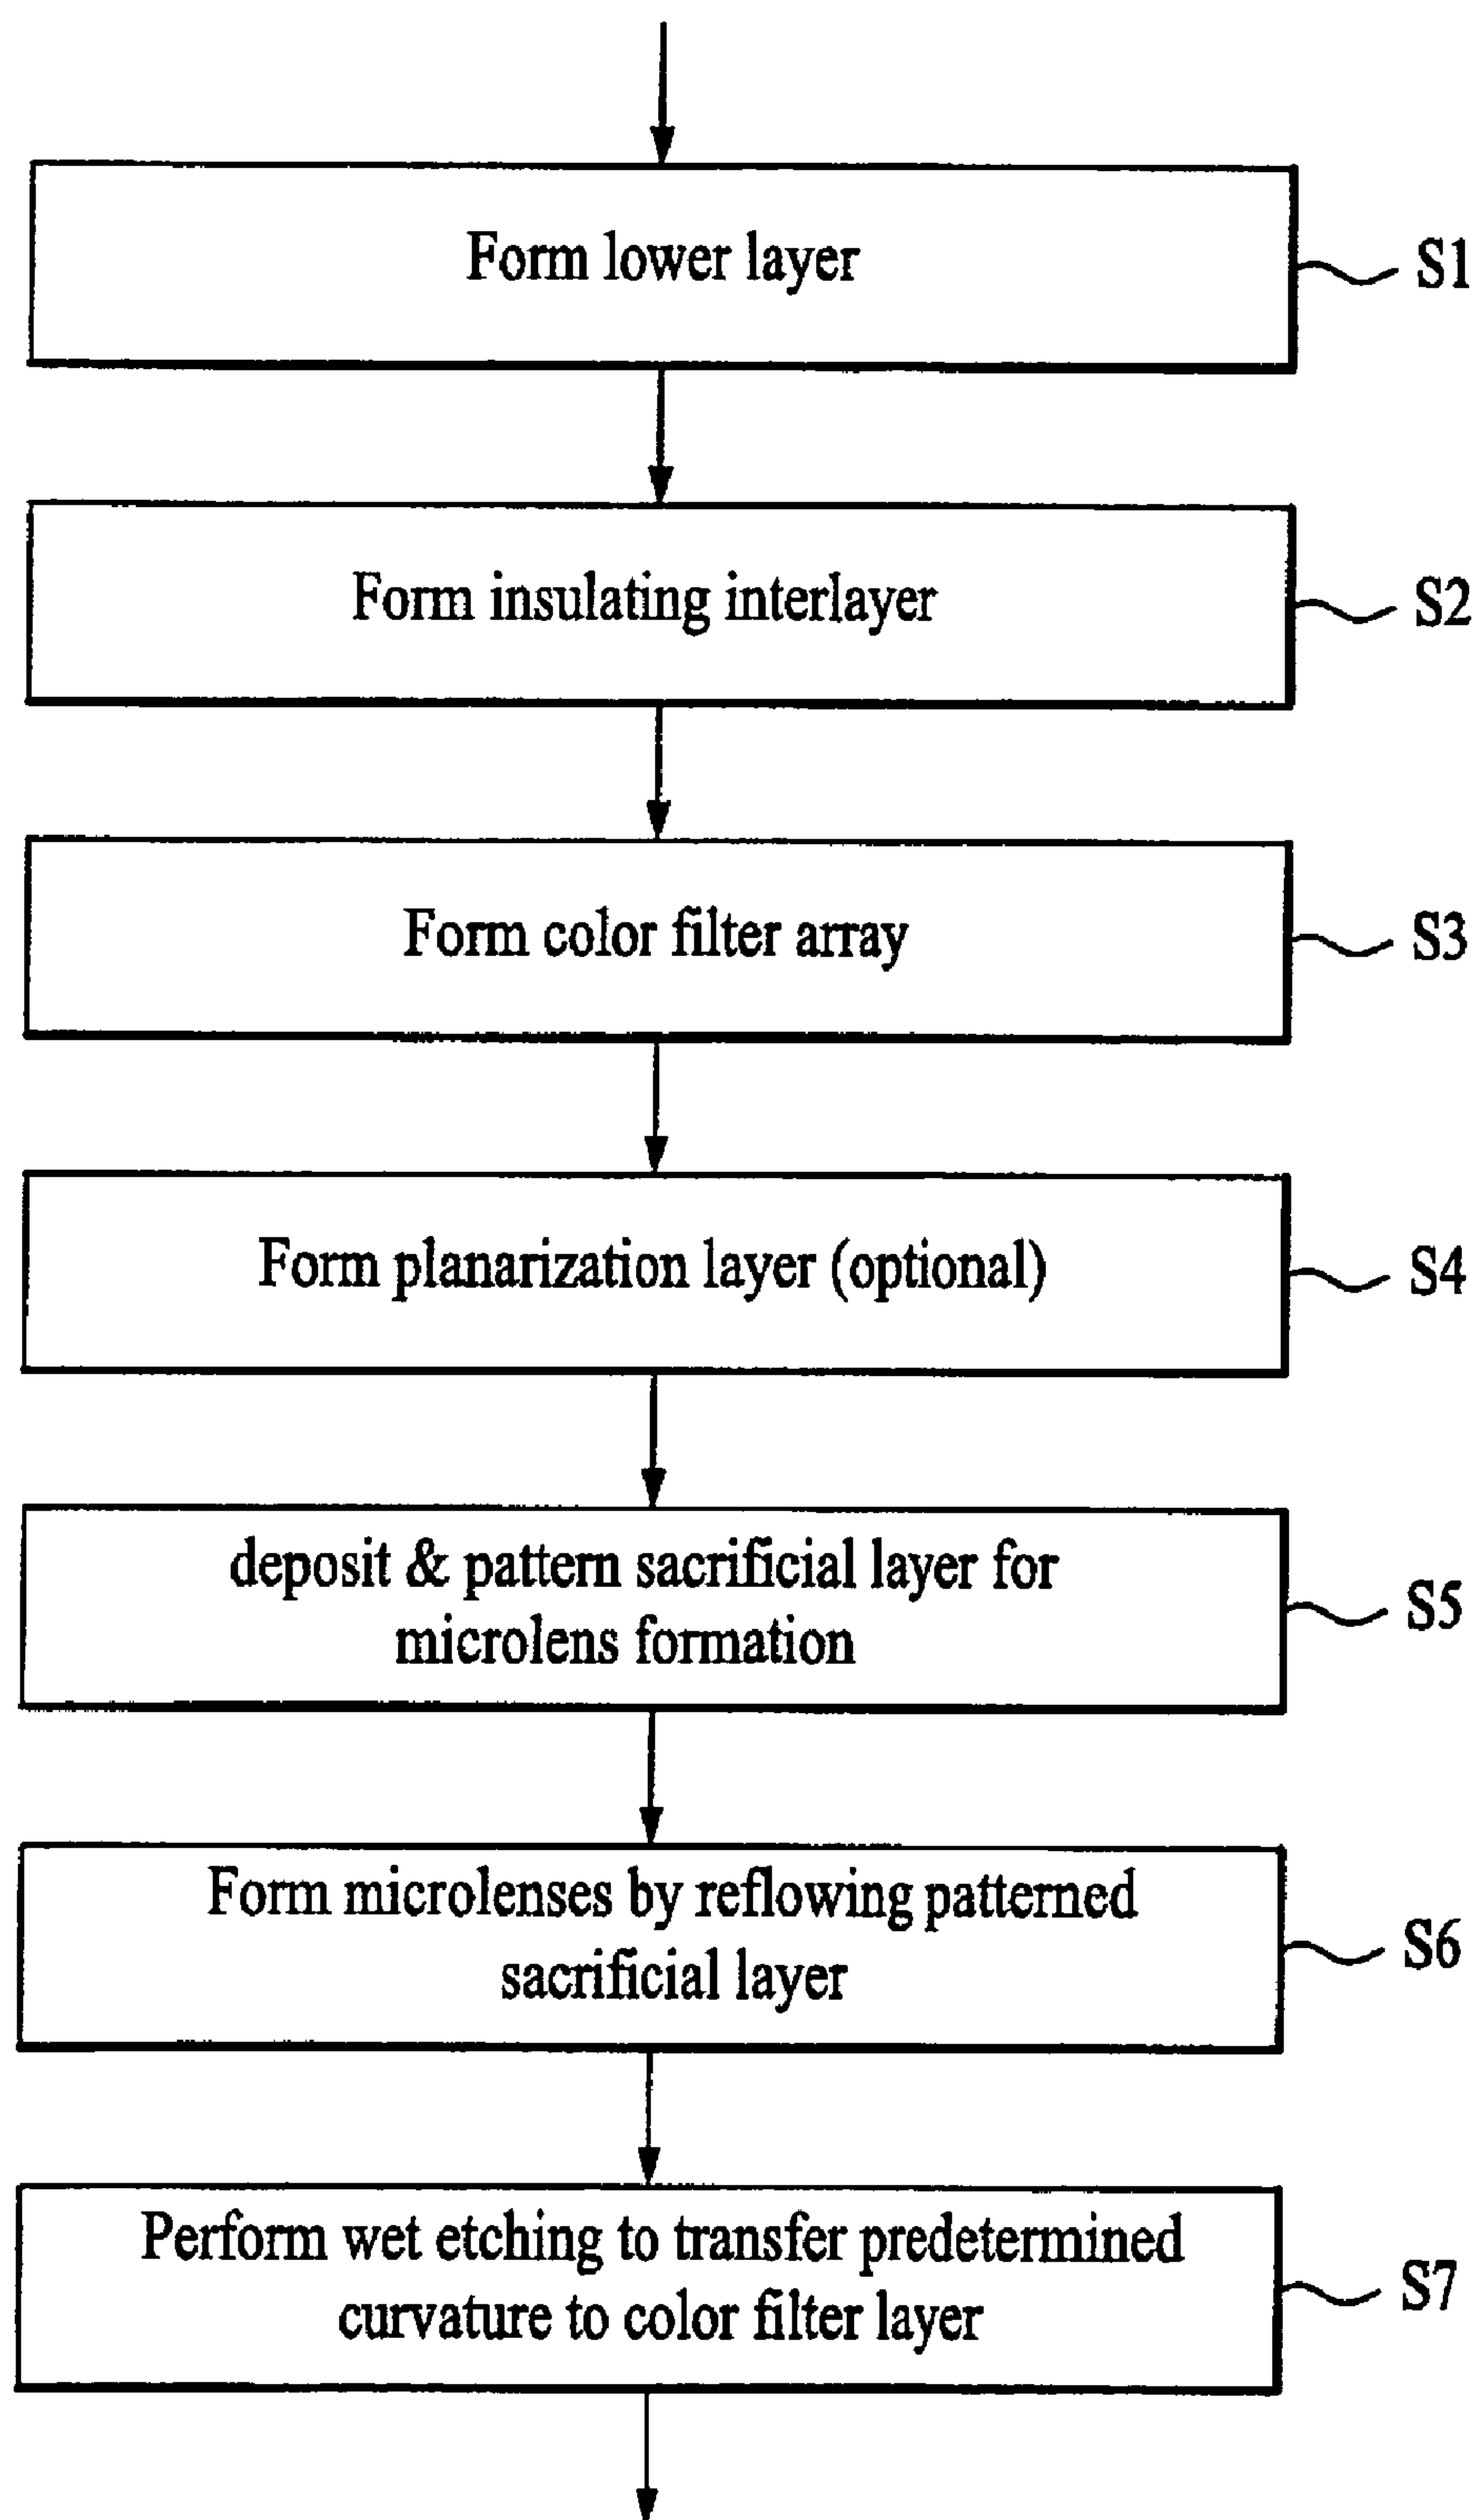 Form lower layer
S1
Form insulating interlayer
S2
Form color filter array
S3
Form planarization layer (optional)
S4
deposit & pattern sacrificial layer for
microlens formation
S5
Form microlenses by reflowing patterned
sacrificial layer
S6
Perform wet etching to transfer predetermined
curvature to color filter layer
S7